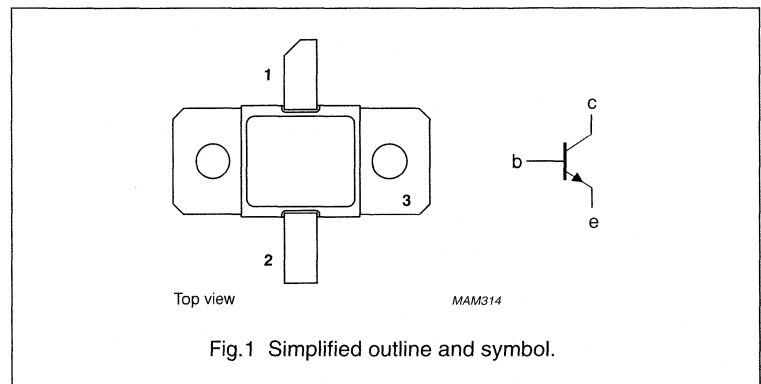 1
c
b
3
e
2
Top view
MAM314
Fig.1 Simplified outline and symbol.